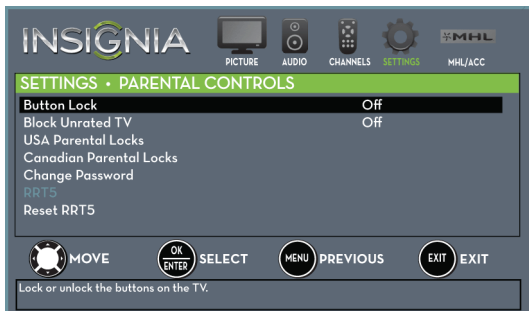 INSIGNIA
PICTURE AUDIO CHANNELS SETTINGS MHL MHL/ACC
SETTINGS • PARENTAL CONTROLS
Button Lock Off
Block Unrated TV Off
USA Parental Locks
Canadian Parental Locks
Change Password
RRT5
Reset RRT5
MOVE OK ENTER SELECT MENU PREVIOUS EXIT EXIT
Lock or unlock the buttons on the TV.